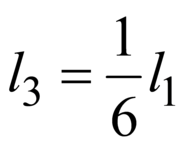 l₃ = 1/6 l₁